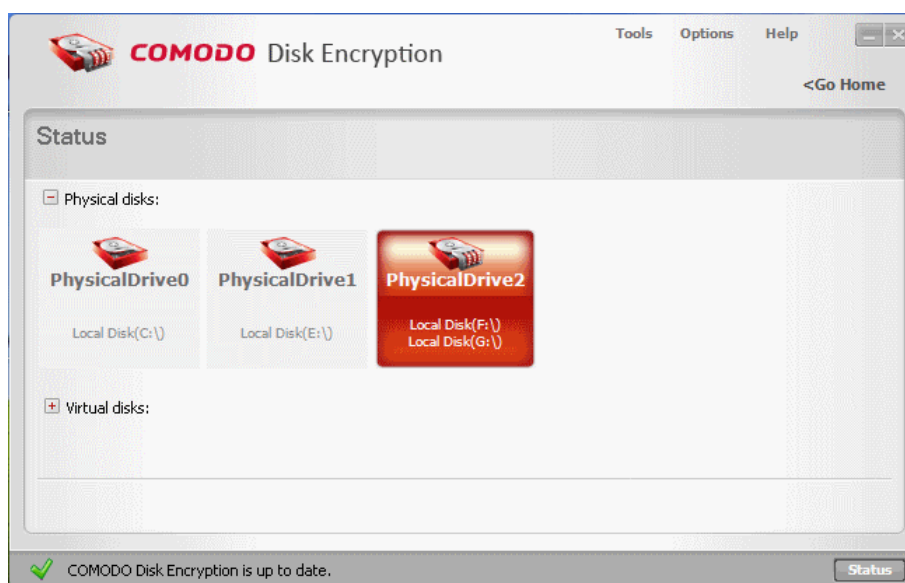 COMODO Disk Encryption
Tools Options Help
<Go Home
Status
Physical disks:
PhysicalDrive0 PhysicalDrive1 PhysicalDrive2
Local Disk(C:\) Local Disk(E:\) Local Disk(F:\)
Local Disk(G:\)
Virtual disks:
COMODO Disk Encryption is up to date.
Status